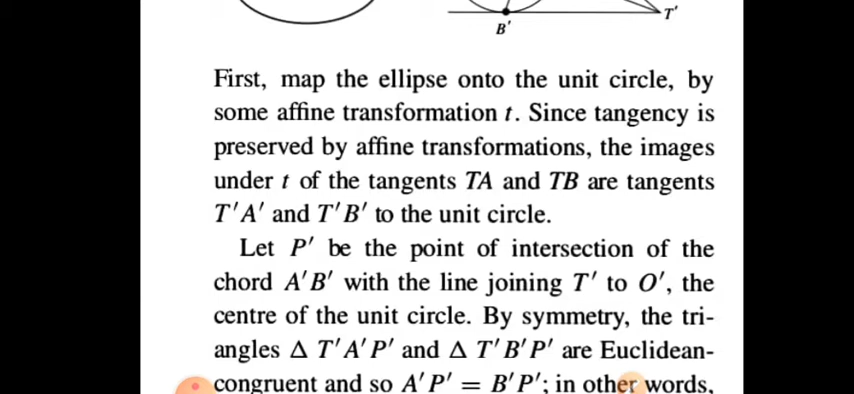 T′
B′
First, map the ellipse onto the unit circle, by
some affine transformation t. Since tangency is
preserved by affine transformations, the images
under t of the tangents TA and TB are tangents
T′A′ and T′B′ to the unit circle.
Let P′ be the point of intersection of the
chord A′B′ with the line joining T′ to O′, the
centre of the unit circle. By symmetry, the tri-
angles Δ T′A′P′ and Δ T′B′P′ are Euclidean-
congruent and so A′P′ = B′P′; in other words,